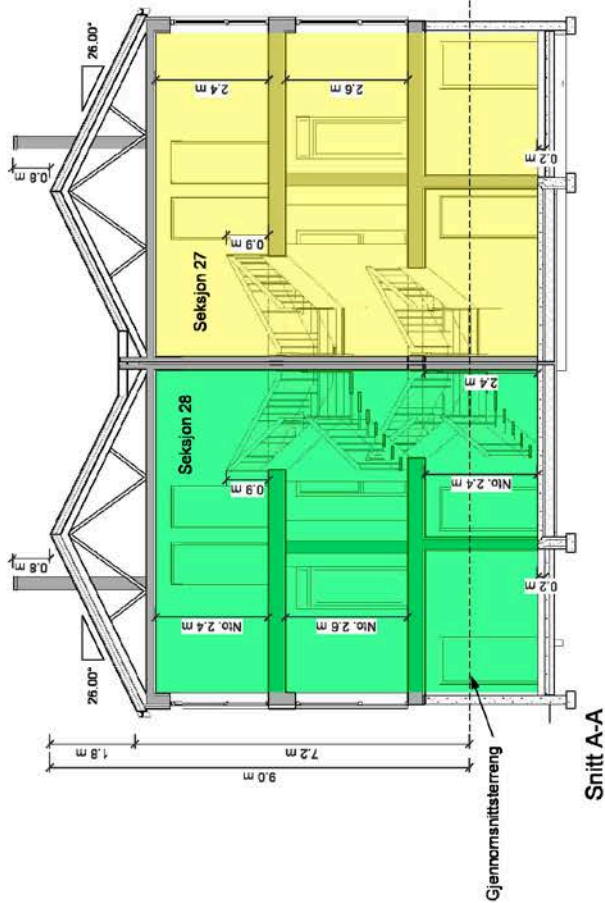 26.00°
26.00°
0.8 m
0.8 m
1.8 m
7.2 m
9.0 m
Seksjon 28
Seksjon 27
Nto. 2.4 m
2.4 m
0.9 m
0.9 m
Nto. 2.6 m
2.6 m
Nto. 2.4 m
2.4 m
0.2 m
0.2 m
Gjennomsnittsterreng
Snitt A-A